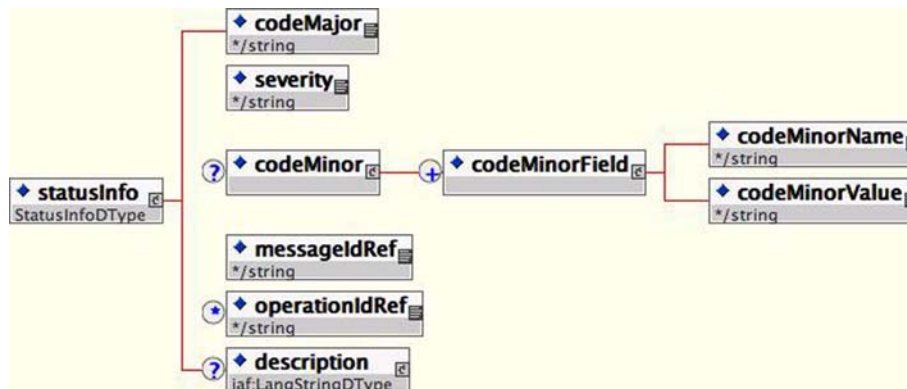 codeMajor
*/string
severity
*/string
? codeMinor
+ codeMinorField
codeMinorName
*/string
codeMinorValue
*/string
statusInfo
StatusInfoDType
messageIdRef
*/string
* operationIdRef
*/string
? description
iaf:LangStringDType